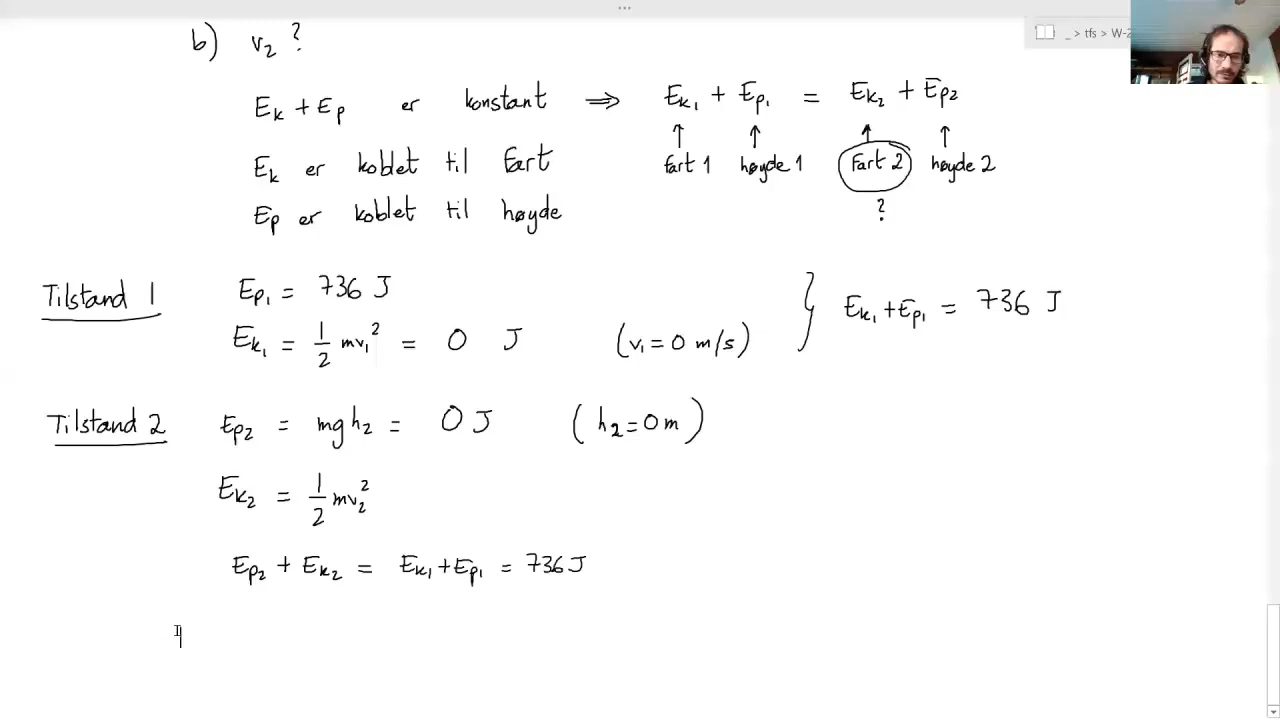 ...
b) v₂ ?
_ > tfs > W-2
Eₖ + Eₚ er konstant ⇒ Eₖ₁ + Eₚ₁ = Eₖ₂ + Eₚ₂
↑ ↑ ↑ ↑
Eₖ er koblet til fart fart 1 høyde 1 fart 2 høyde 2
Eₚ er koblet til høyde ?
Tilstand 1 Eₚ₁ = 736 J
Eₖ₁ = 1/2 mv₁² = 0 J (v₁ = 0 m/s) } Eₖ₁ + Eₚ₁ = 736 J
Tilstand 2 Eₚ₂ = mgh₂ = 0 J (h₂ = 0 m)
Eₖ₂ = 1/2 mv₂²
Eₚ₂ + Eₖ₂ = Eₖ₁ + Eₚ₁ = 736 J